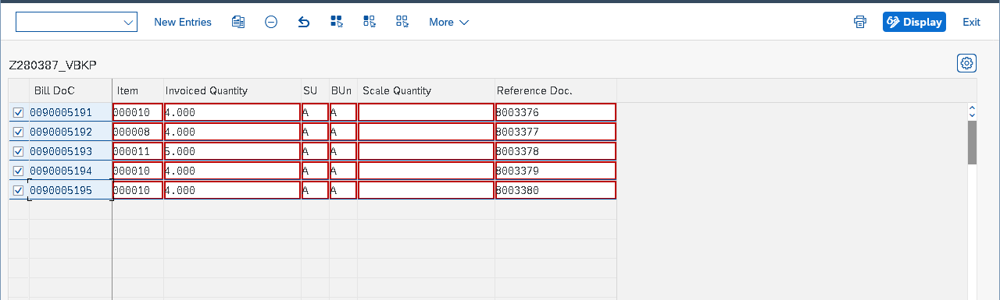 New Entries More Display Exit
Z280387_VBKP
Bill DoC Item Invoiced Quantity SU BUn Scale Quantity Reference Doc.
0090005191 000010 4.000 A A 8003376
0090005192 000008 4.000 A A 8003377
0090005193 000011 5.000 A A 8003378
0090005194 000010 4.000 A A 8003379
0090005195 000010 4.000 A A 8003380